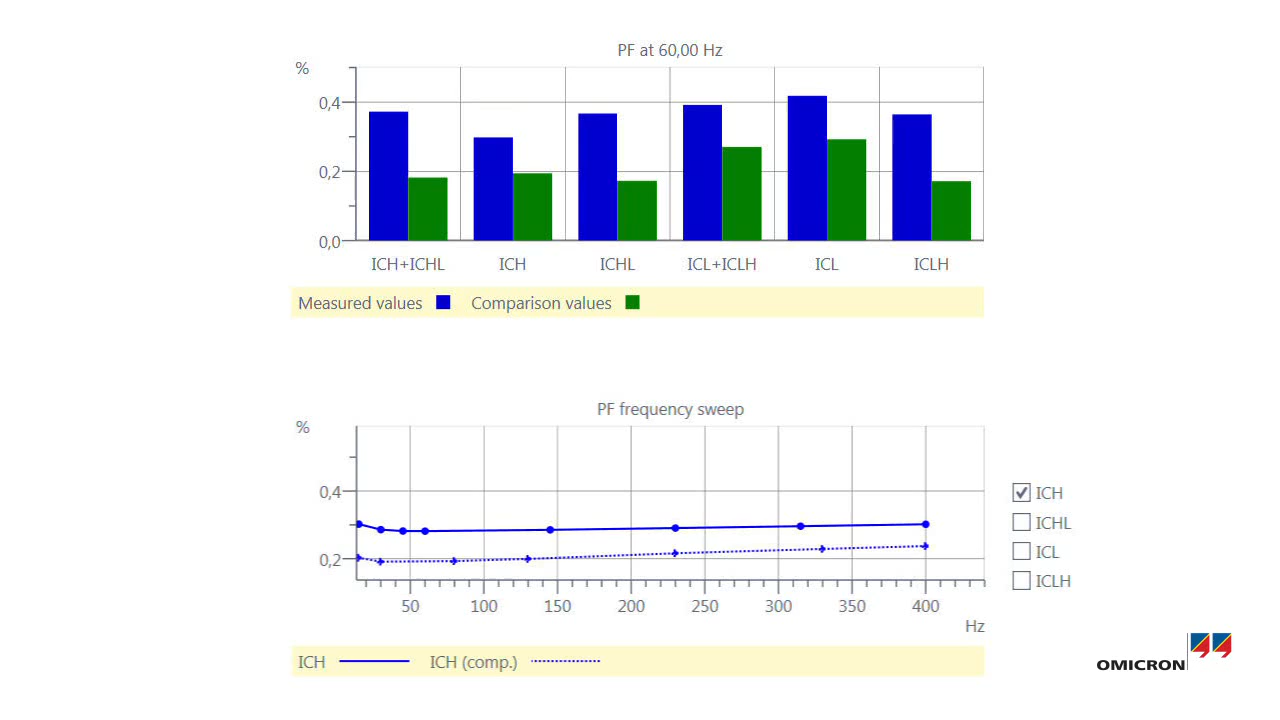 PF at 60,00 Hz
%
0,4
0,2
0,0
ICH+ICHL ICH ICHL ICL+ICLH ICL ICLH
Measured values Comparison values
PF frequency sweep
%
0,4
0,2
50 100 150 200 250 300 350 400
Hz
ICH
ICHL
ICL
ICLH
ICH ICH (comp.)
OMICRON